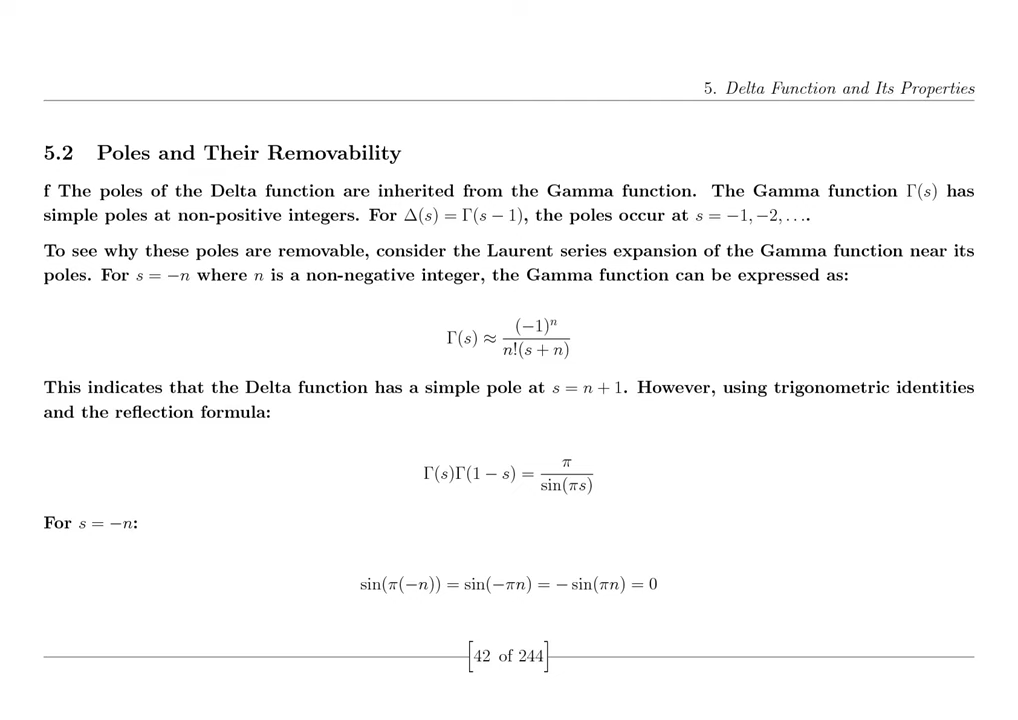 5. Delta Function and Its Properties
5.2 Poles and Their Removability
f The poles of the Delta function are inherited from the Gamma function. The Gamma function Γ(s) has
simple poles at non-positive integers. For Δ(s) = Γ(s − 1), the poles occur at s = −1, −2, . . ..
To see why these poles are removable, consider the Laurent series expansion of the Gamma function near its
poles. For s = −n where n is a non-negative integer, the Gamma function can be expressed as:
Γ(s) ≈ (−1)ⁿ / n!(s + n)
This indicates that the Delta function has a simple pole at s = n + 1. However, using trigonometric identities
and the reflection formula:
Γ(s)Γ(1 − s) = π / sin(πs)
For s = −n:
sin(π(−n)) = sin(−πn) = − sin(πn) = 0
[42 of 244]